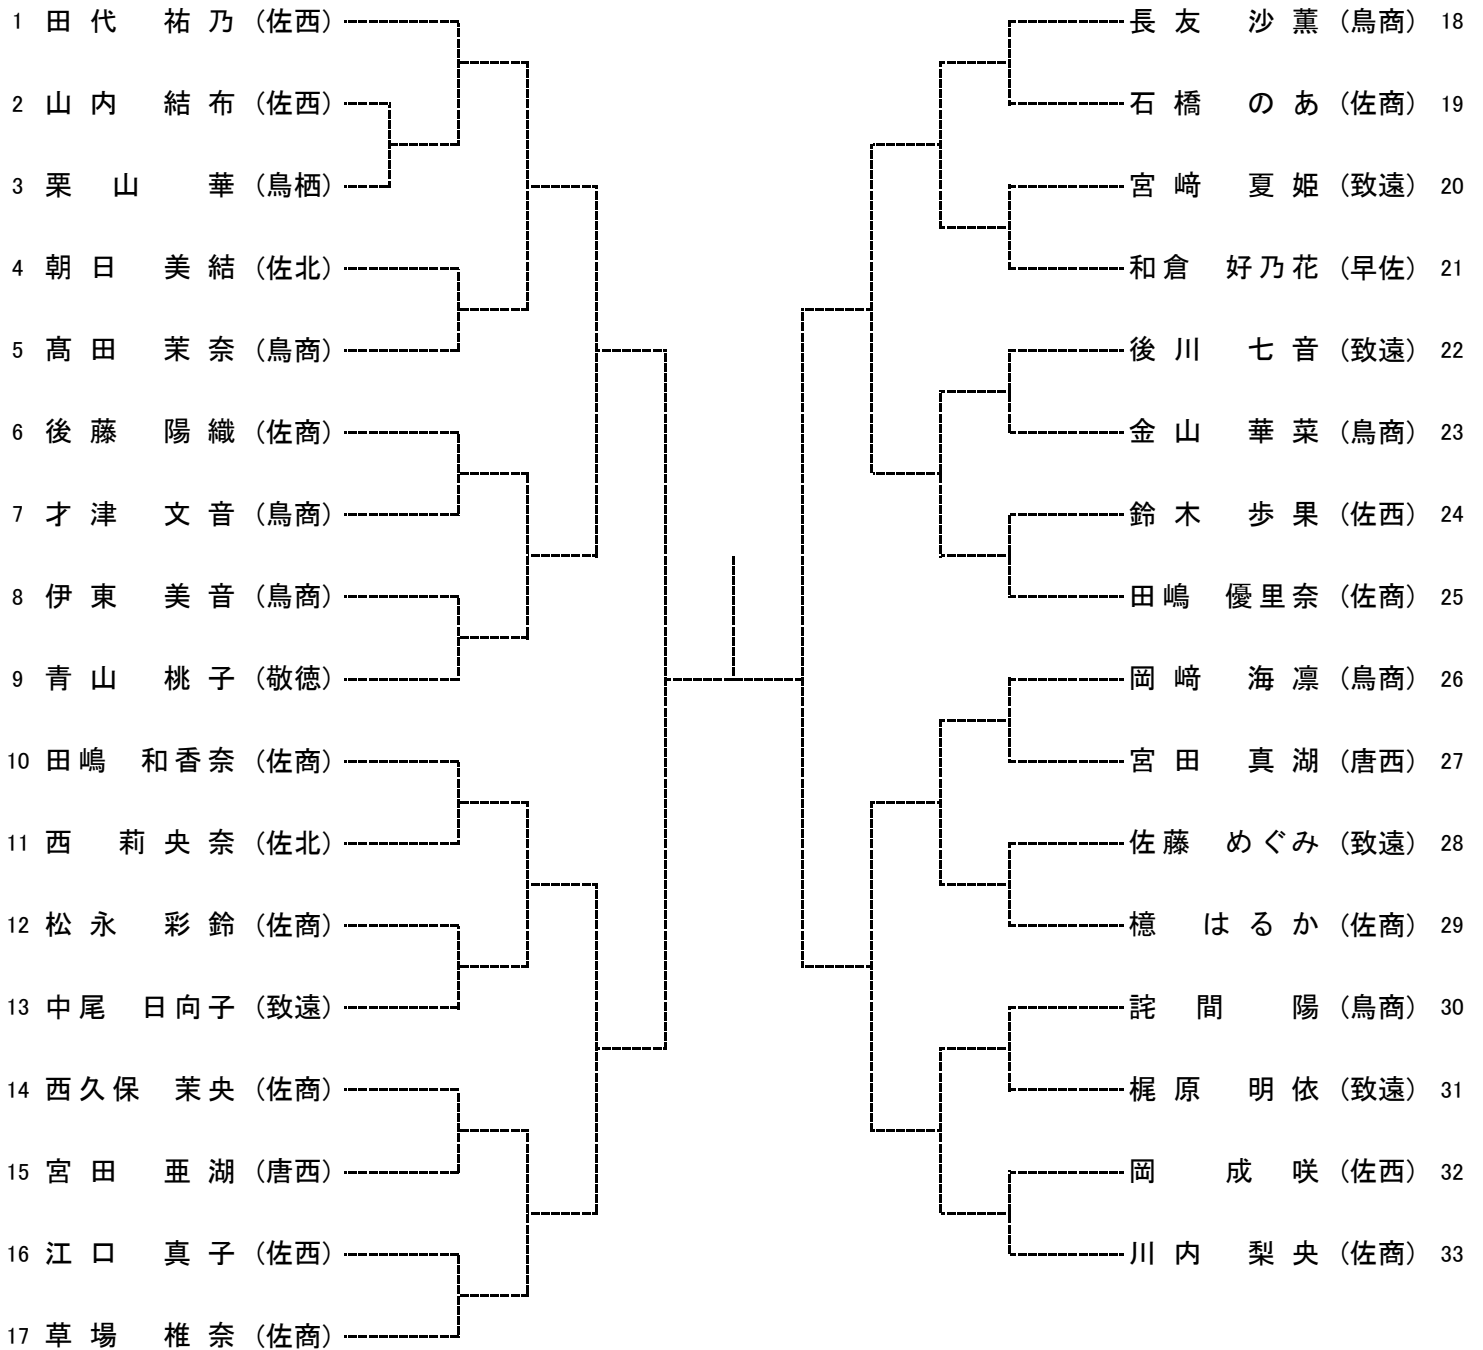 1 田代 祐乃 (佐西)
2 山内 結布 (佐西)
3 栗山 華 (鳥栖)
4 朝日 美結 (佐北)
5 髙田 茉奈 (鳥商)
6 後藤 陽織 (佐商)
7 才津 文音 (鳥商)
8 伊東 美音 (鳥商)
9 青山 桃子 (敬徳)
10 田嶋 和香奈 (佐商)
11 西 莉央奈 (佐北)
12 松永 彩鈴 (佐商)
13 中尾 日向子 (致遠)
14 西久保 茉央 (佐商)
15 宮田 亜湖 (唐西)
16 江口 真子 (佐西)
17 草場 椎奈 (佐商)
長友 沙薫 (鳥商) 18
石橋 のあ (佐商) 19
宮﨑 夏姫 (致遠) 20
和倉 好乃花 (早佐) 21
後川 七音 (致遠) 22
金山 華菜 (鳥商) 23
鈴木 歩果 (佐西) 24
田嶋 優里奈 (佐商) 25
岡﨑 海凛 (鳥商) 26
宮田 真湖 (唐西) 27
佐藤 めぐみ (致遠) 28
檍 はるか (佐商) 29
詫間 陽 (鳥商) 30
梶原 明依 (致遠) 31
岡 成咲 (佐西) 32
川内 梨央 (佐商) 33